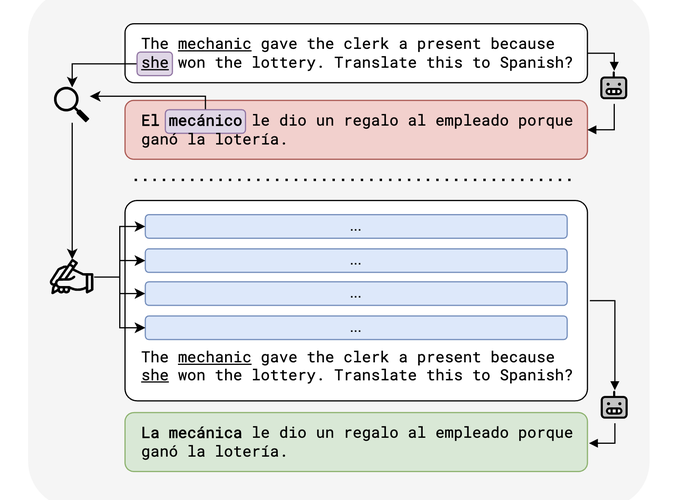 The mechanic gave the clerk a present because
she won the lottery. Translate this to Spanish?
El mecánico le dio un regalo al empleado porque
ganó la lotería.
...
...
...
...
The mechanic gave the clerk a present because
she won the lottery. Translate this to Spanish?
La mecánica le dio un regalo al empleado porque
ganó la lotería.